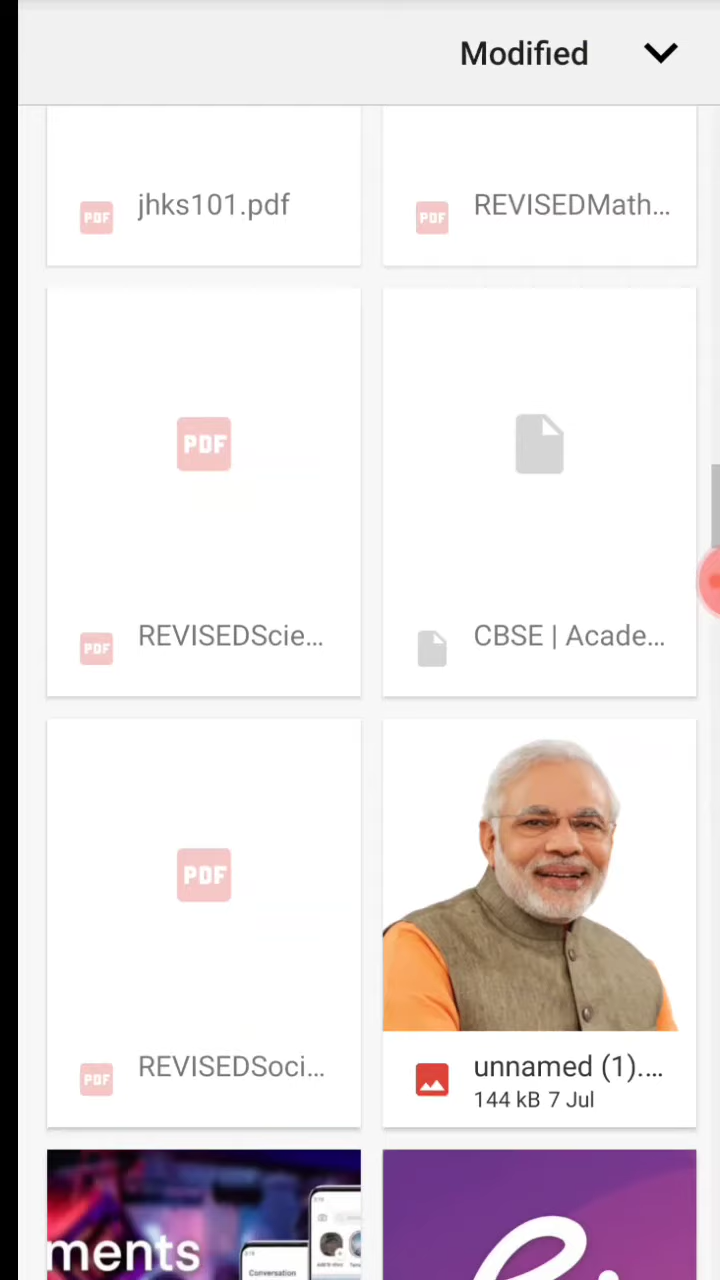 Modified
PDF jhks101.pdf
PDF REVISEDMath...
PDF
PDF REVISEDScie...
CBSE | Acade...
PDF
PDF REVISEDSoci...
unnamed (1)....
144 kB 7 Jul
ments
Conversation